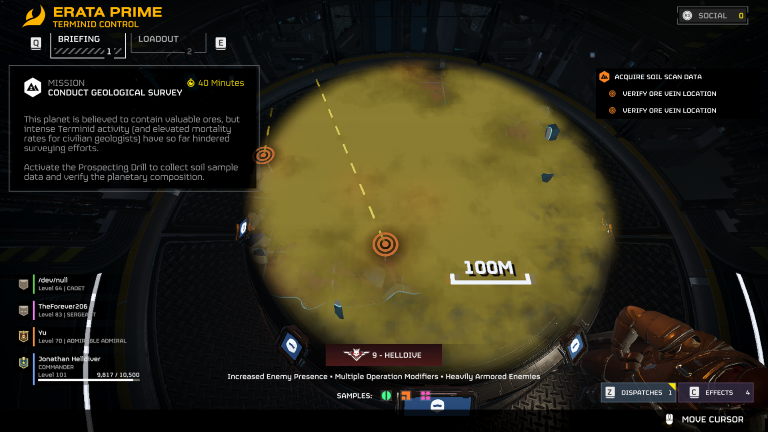 ERATA PRIME
TERMINID CONTROL
SC
SOCIAL 0
Q
BRIEFING
1
LOADOUT
2
E
MISSION
40 Minutes
CONDUCT GEOLOGICAL SURVEY
This planet is believed to contain valuable ores, but
intense Terminid activity (and elevated mortality
rates for civilian geologists) have so far hindered
surveying efforts.
Activate the Prospecting Drill to collect soil sample
data and verify the planetary composition.
ACQUIRE SOIL SCAN DATA
VERIFY ORE VEIN LOCATION
VERIFY ORE VEIN LOCATION
100M
/dev/null
Level 64 | CADET
TheForever206
Level 83 | SERGEANT
Yu
Level 70 | ADMIRABLE ADMIRAL
Jonathan Helldiver
COMMANDER
Level 101
9,817 / 10,500
9 - HELLDIVE
Increased Enemy Presence • Multiple Operation Modifiers • Heavily Armored Enemies
SAMPLES:
Z DISPATCHES 1
C EFFECTS 4
MOVE CURSOR